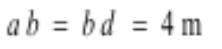 ab = bd = 4 m